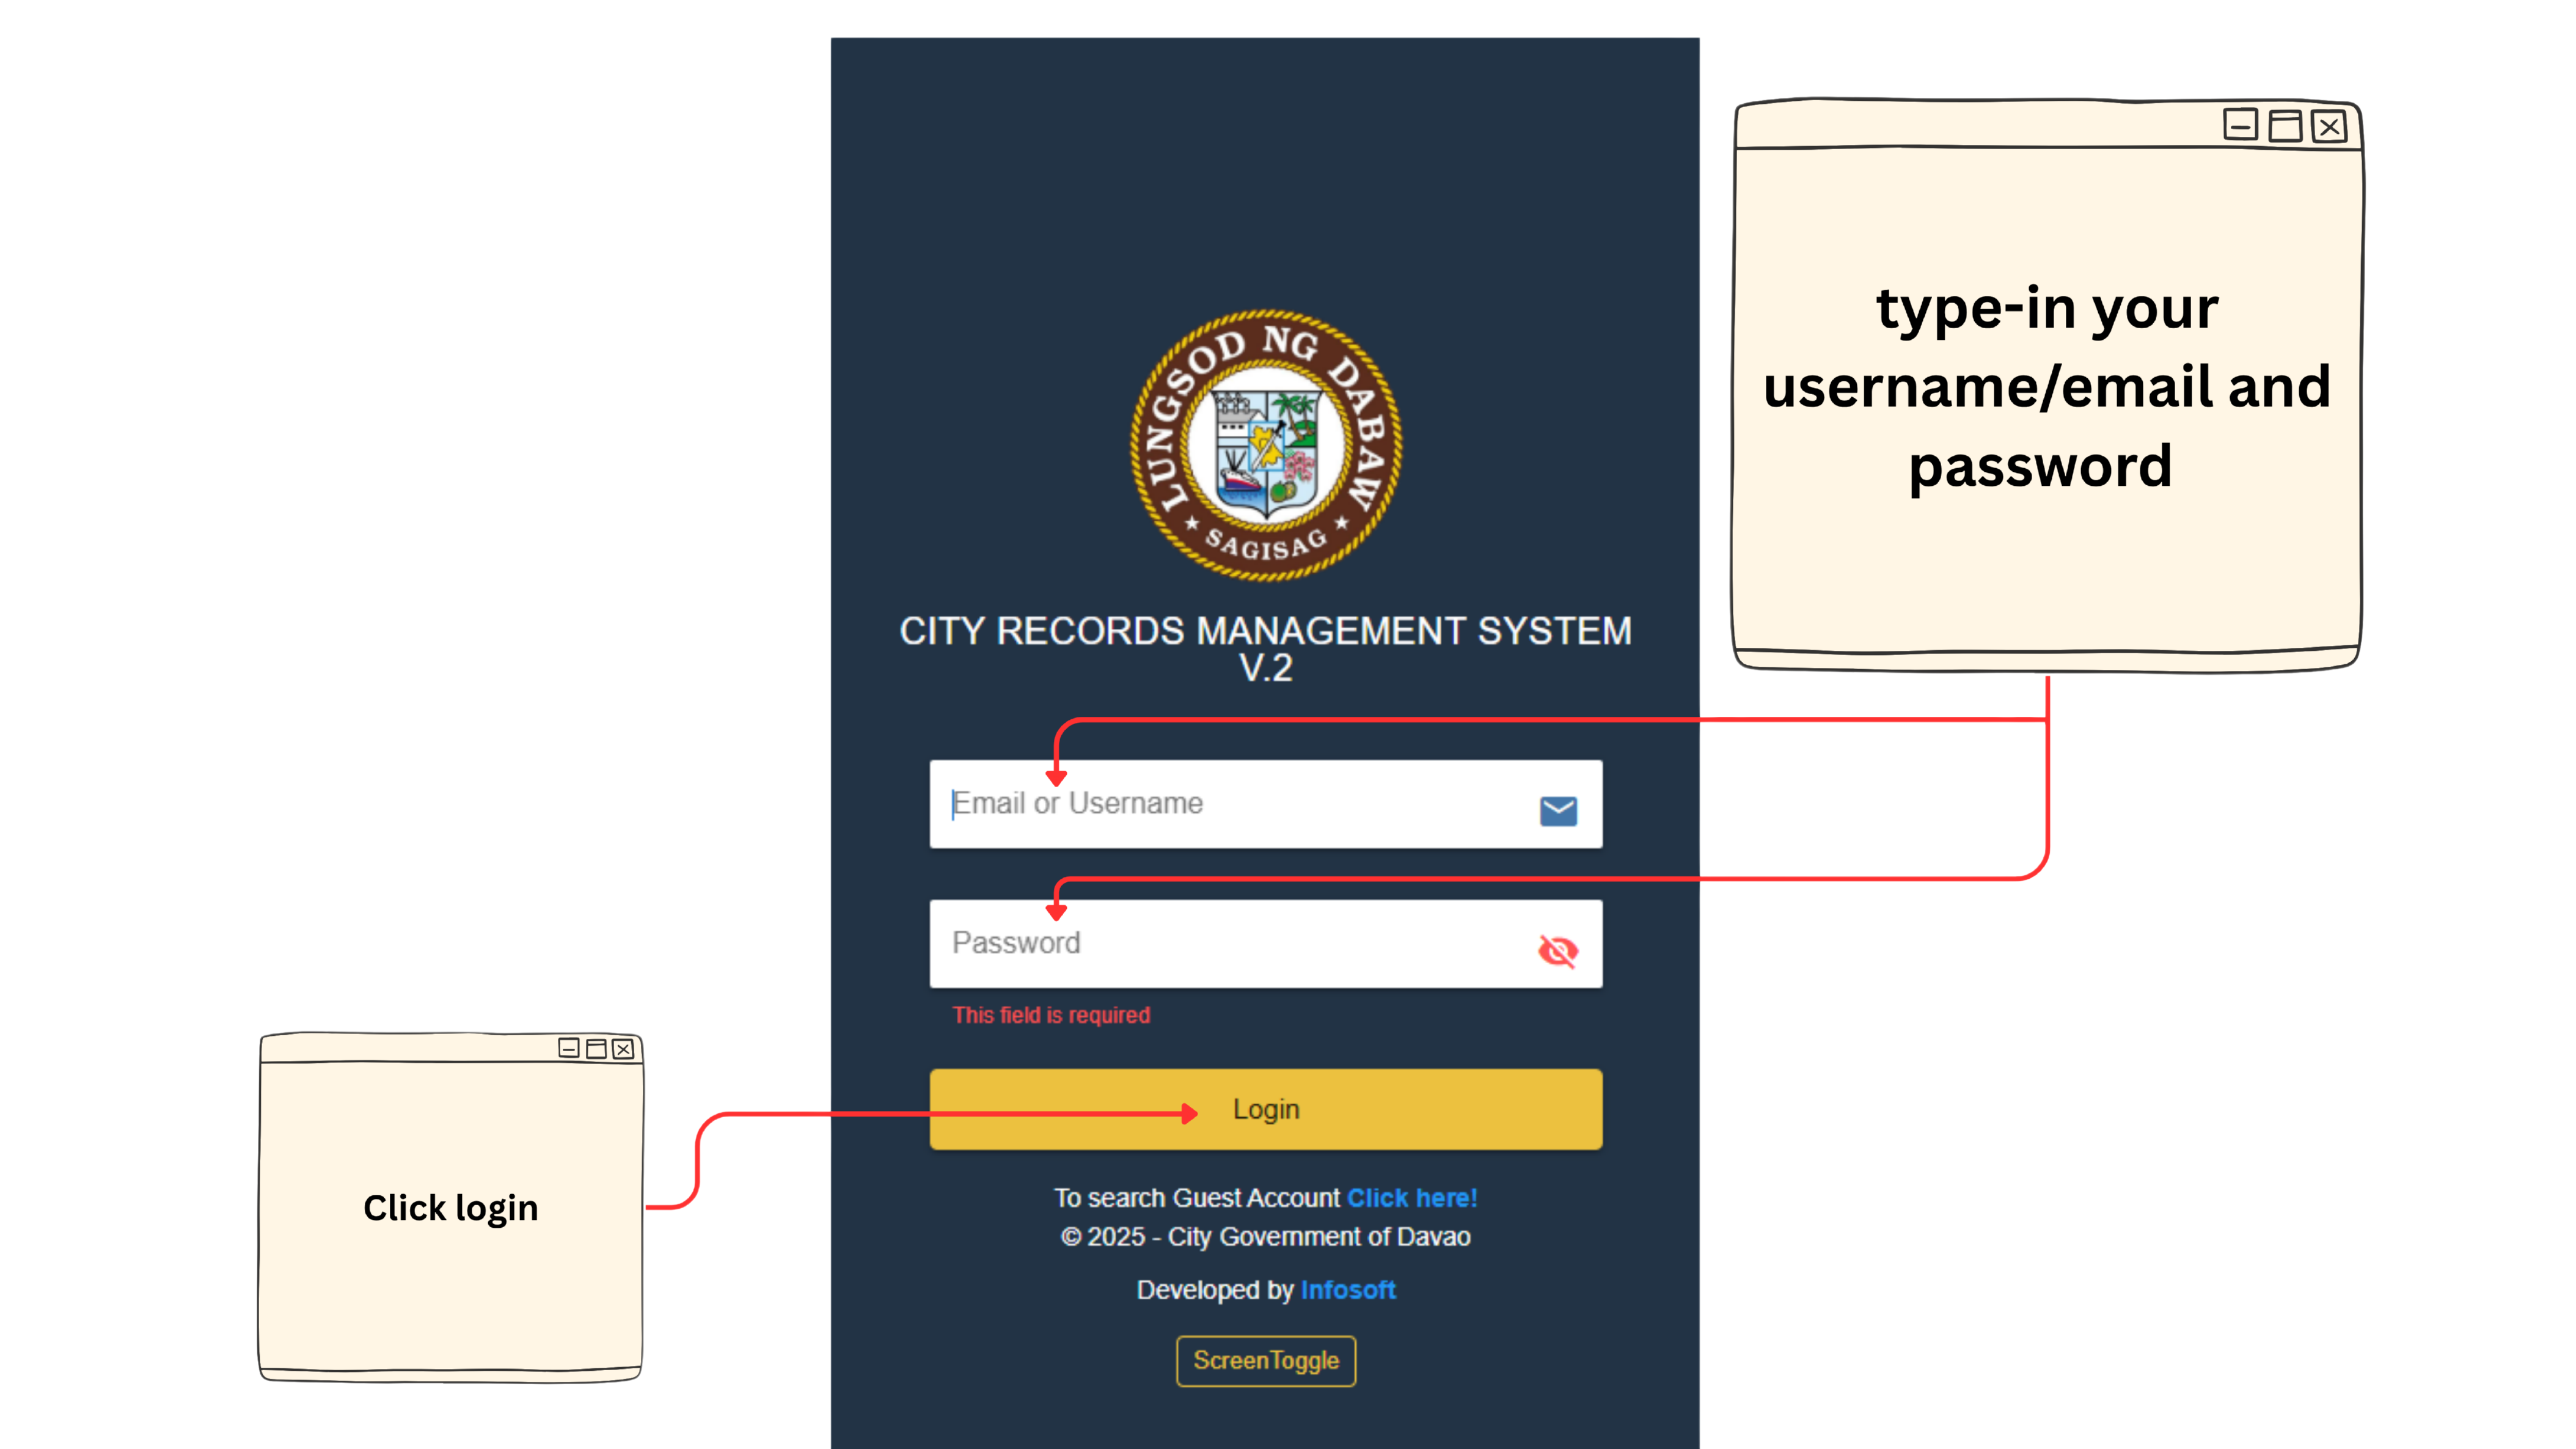 LUNGSOD NG DABAW
SAGISAG
CITY RECORDS MANAGEMENT SYSTEM
V.2
type-in your
username/email and
password
Email or Username
Password
This field is required
Login
Click login
To search Guest Account Click here!
© 2025 - City Government of Davao
Developed by Infosoft
ScreenToggle